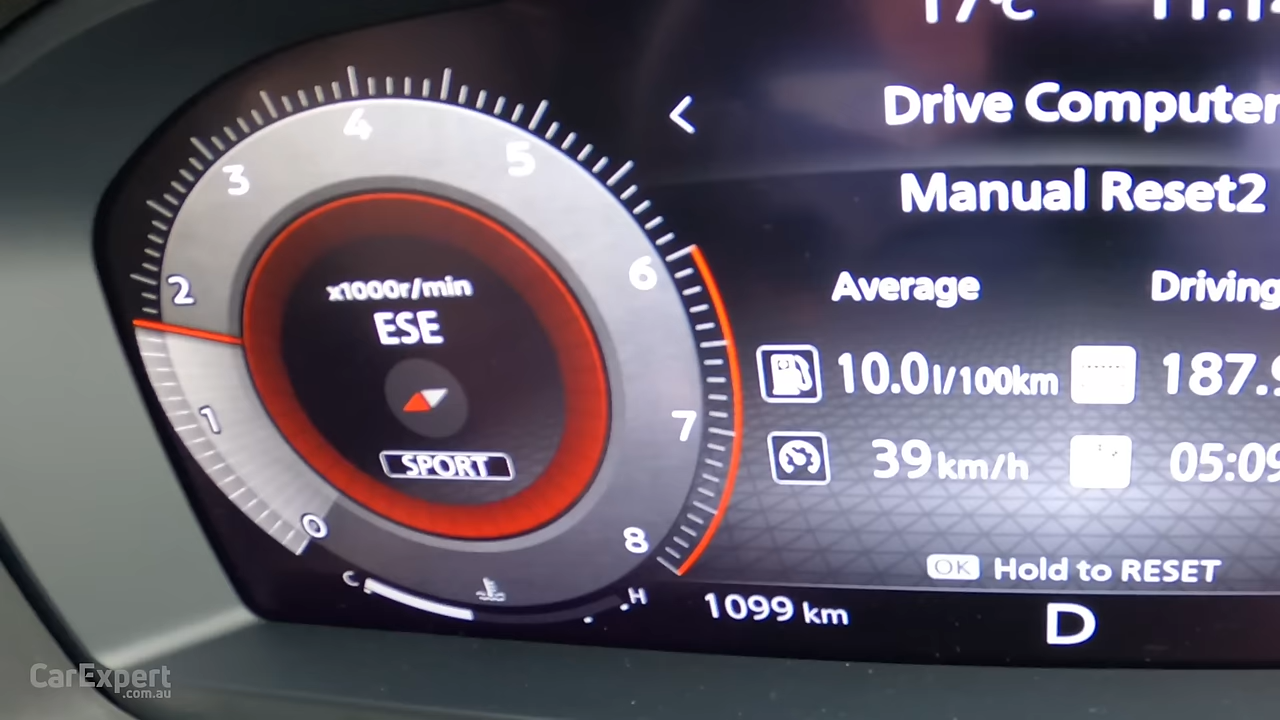 17°C
Drive Computer
Manual Reset2
Average
Driving
10.0 l/100km
187.9
39 km/h
05:09
OK Hold to RESET
1099 km
D
x1000r/min
ESE
SPORT
0
1
2
3
4
5
6
7
8
C
H
CarExpert
.com.au